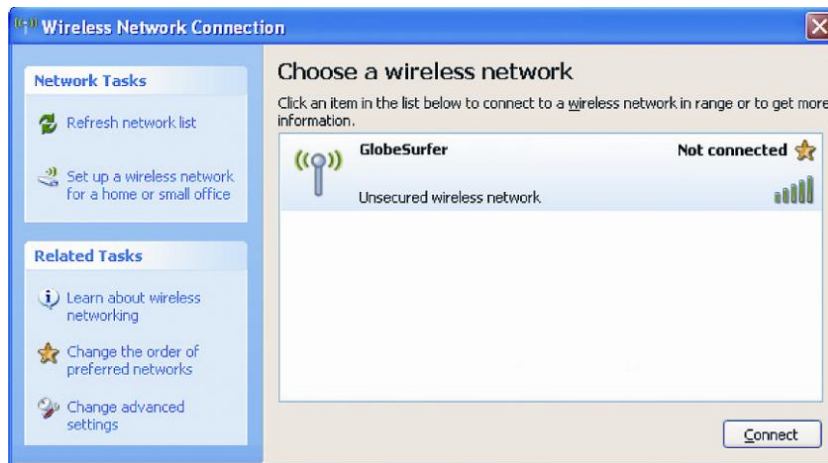 Wireless Network Connection
Network Tasks
Refresh network list
Set up a wireless network
for a home or small office
Related Tasks
Learn about wireless
networking
Change the order of
preferred networks
Change advanced
settings
Choose a wireless network
Click an item in the list below to connect to a wireless network in range or to get more
information.
GlobeSurfer
Not connected
Unsecured wireless network
Connect